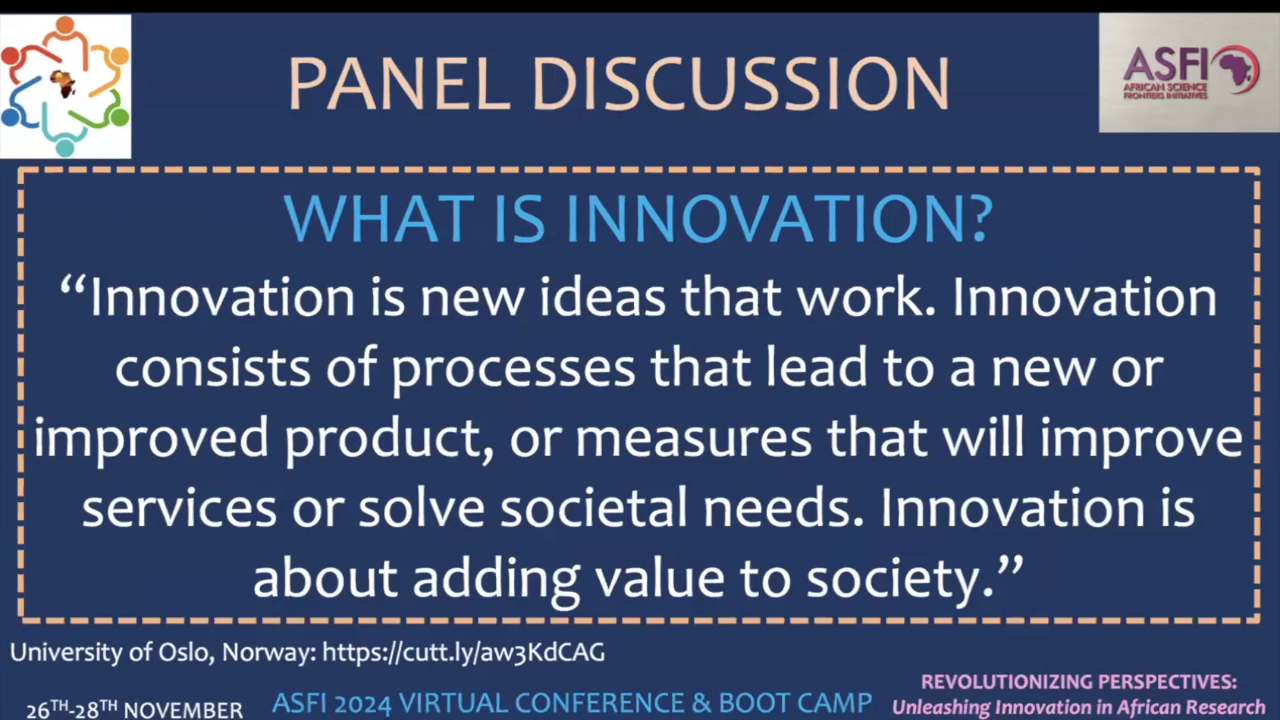 PANEL DISCUSSION
ASFI
AFRICAN SCIENCE
FRONTIERS INITIATIVES
WHAT IS INNOVATION?
“Innovation is new ideas that work. Innovation
consists of processes that lead to a new or
improved product, or measures that will improve
services or solve societal needs. Innovation is
about adding value to society.”
University of Oslo, Norway: https://cutt.ly/aw3KdCAG
26TH-28TH NOVEMBER
ASFI 2024 VIRTUAL CONFERENCE & BOOT CAMP
REVOLUTIONIZING PERSPECTIVES:
Unleashing Innovation in African Research